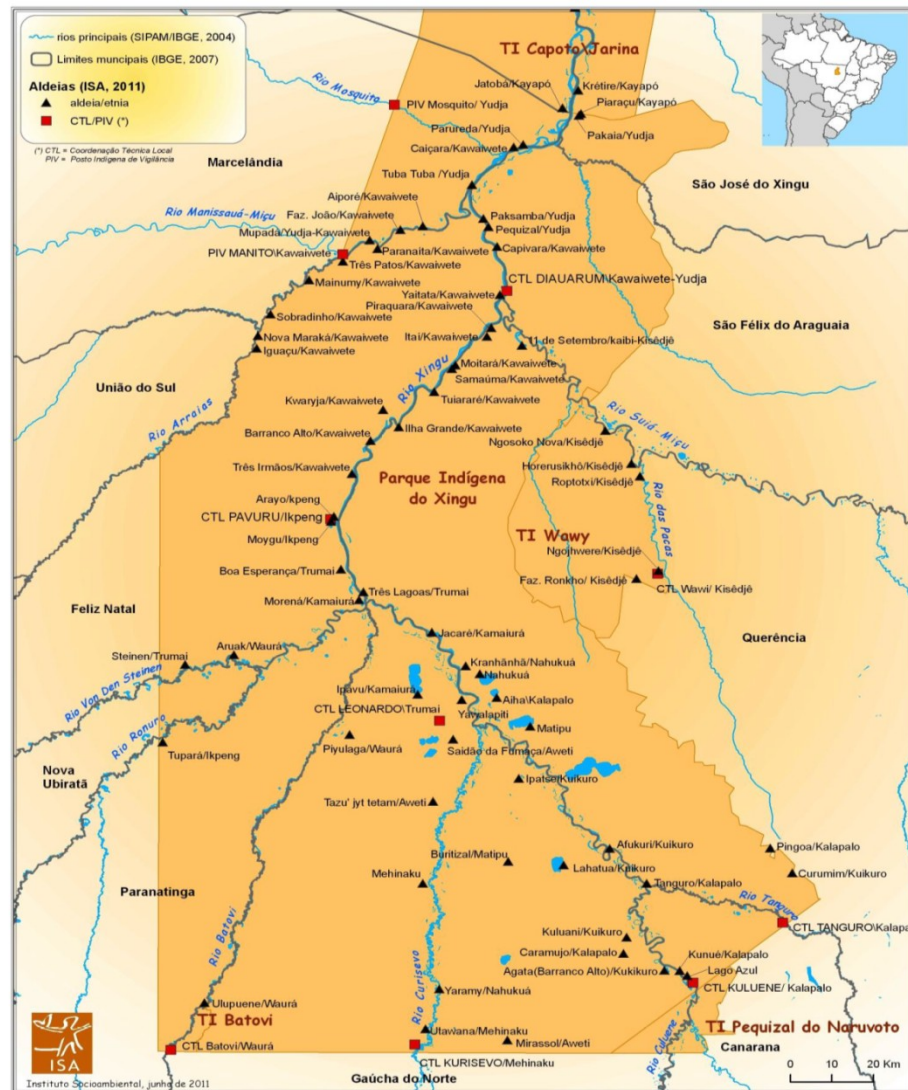 rios principais (SIPAM/IBGE, 2004)
Limites muncipais (IBGE, 2007)
Aldeias (ISA, 2011)
aldeia/etnia
CTL/PIV (*)
(*) CTL = Coordenação Técnica Local
PIV = Posto Indígena de Vigilância
TI Capoto\Jarina
Rio Mosquito
Jatobá/Kayapó
Krétire/Kayapó
PIV Mosquito/ Yudja
Piaraçu/Kayapó
Parureda/Yudja
Pakaia/Yudja
Caiçara/Kawaiwete
Marcelândia
Tuba Tuba /Yudja
São José do Xingu
Aiporé/Kawaiwete
Rio Manissauá-Miçu
Faz. João/Kawaiwete
Paksamba/Yudja
Mupadá/Yudja-Kawaiwete
Pequizal/Yudja
PIV MANITO\Kawaiwete
Paranaita/Kawaiwete
Capivara/Kawaiwete
Três Patos/Kawaiwete
Mainumy/Kawaiwete
CTL DIAUARUM\Kawaiwete-Yudja
Yaitata/Kawaiwete
Piraquara/Kawaiwete
Sobradinho/Kawaiwete
São Félix do Araguaia
Nova Maraká/Kawaiwete
Itai/Kawaiwete
11 de Setembro/kaibi-Kisêdjê
Iguaçu/Kawaiwete
Rio Xingu
Moitará/Kawaiwete
Samaúma/Kawaiwete
União do Sul
Tuiararé/Kawaiwete
Kwaryja/Kawaiwete
Rio Arraias
Rio Suiá-Miçu
Ilha Grande/Kawaiwete
Barranco Alto/Kawaiwete
Ngosoko Nova/Kisêdjê
Três Irmãos/Kawaiwete
Horerusikhô/Kisêdjê
Parque Indígena
do Xingu
Roptotxi/Kisêdjê
Arayo/kpeng
CTL PAVURU/Ikpeng
Rio das Pacas
Moygu/Ikpeng
TI Wawy
Ngojhwere/Kisêdjê
Boa Esperança/Trumai
Faz. Ronkho/ Kisêdjê
CTL Wawi/ Kisêdjê
Três Lagoas/Trumai
Morená/Kamaiurá
Feliz Natal
Jacaré/Kamaiurá
Querência
Aruak/Waurá
Steinen/Trumai
Kranhãnhã/Nahukuá
Nahukuá
Rio Von Den Steinen
Ipavu/Kamaiurá
Aiha\Kalapalo
CTL LEONARDO\Trumai
Yawalapiti
Rio Ronuro
Matipu
Piyulaga/Waurá
Saidão da Fumaça/Aweti
Tupará/Ikpeng
Nova
Ubiratã
Ipatse/Kuikuro
Tazu' jyt tetam/Aweti
Afukuri/Kuikuro
Pingoa/Kalapalo
Buritizal/Matipu
Lahatua/Kuikuro
Curumim/Kuikuro
Mehinaku
Tanguro/Kalapalo
Paranatinga
Rio Tanguro
CTL TANGURO\Kalapa
Rio Batovi
Kuluani/Kuikuro
Caramujo/Kalapalo
Kunué/Kalapalo
Agata(Barranco Alto)/Kukikuro
Lago Azul
CTL KULUENE/ Kalapalo
Rio Curisevo
Yaramy/Nahukuá
Ulupuene/Waurá
TI Batovi
TI Pequizal do Naruvoto
Utawana/Mehinaku
Mirassol/Aweti
Rio Culuene
Canarana
CTL Batovi/Waurá
CTL KURISEVO/Mehinaku
ISA
0 10 20 Km
Gaúcha do Norte
Instituto Socioambiental, junho de 2011